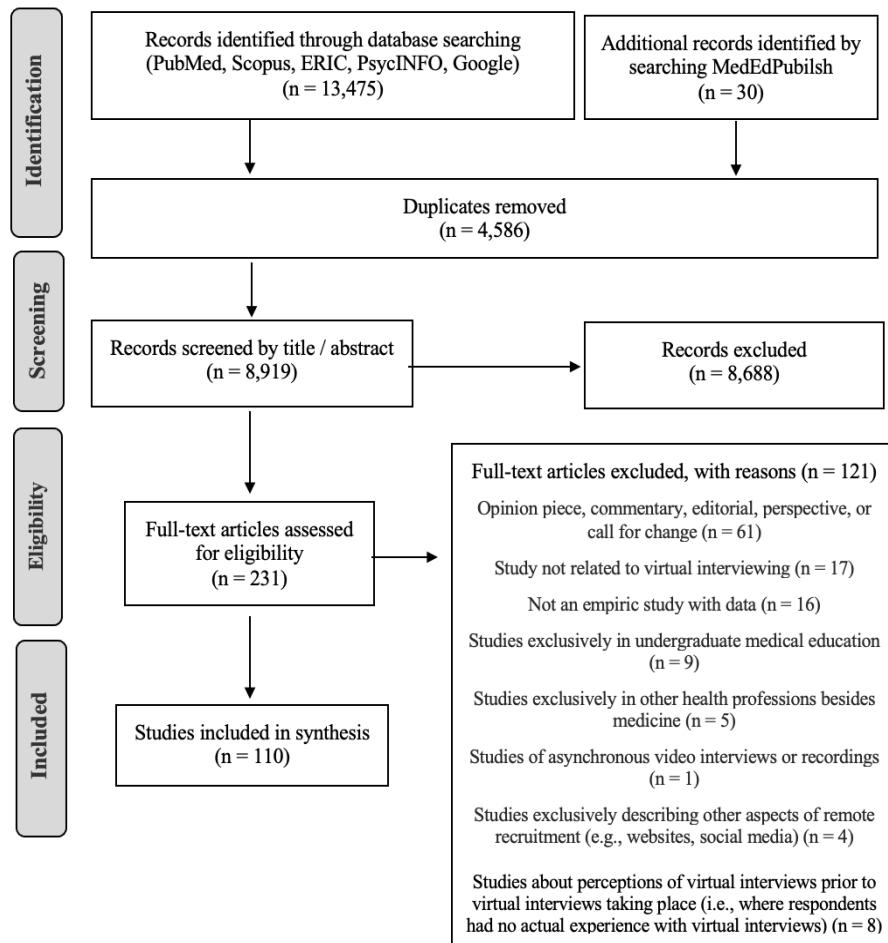 Identification
Records identified through database searching
(PubMed, Scopus, ERIC, PsycINFO, Google)
(n = 13,475)
Additional records identified by
searching MedEdPubilsh
(n = 30)
Duplicates removed
(n = 4,586)
Screening
Records screened by title / abstract
(n = 8,919)
Records excluded
(n = 8,688)
Eligibility
Full-text articles assessed
for eligibility
(n = 231)
Full-text articles excluded, with reasons (n = 121)
Opinion piece, commentary, editorial, perspective, or
call for change (n = 61)
Study not related to virtual interviewing (n = 17)
Not an empiric study with data (n = 16)
Studies exclusively in undergraduate medical education
(n = 9)
Studies exclusively in other health professions besides
medicine (n = 5)
Studies of asynchronous video interviews or recordings
(n = 1)
Studies exclusively describing other aspects of remote
recruitment (e.g., websites, social media) (n = 4)
Studies about perceptions of virtual interviews prior to
virtual interviews taking place (i.e., where respondents
had no actual experience with virtual interviews) (n = 8)
Included
Studies included in synthesis
(n = 110)